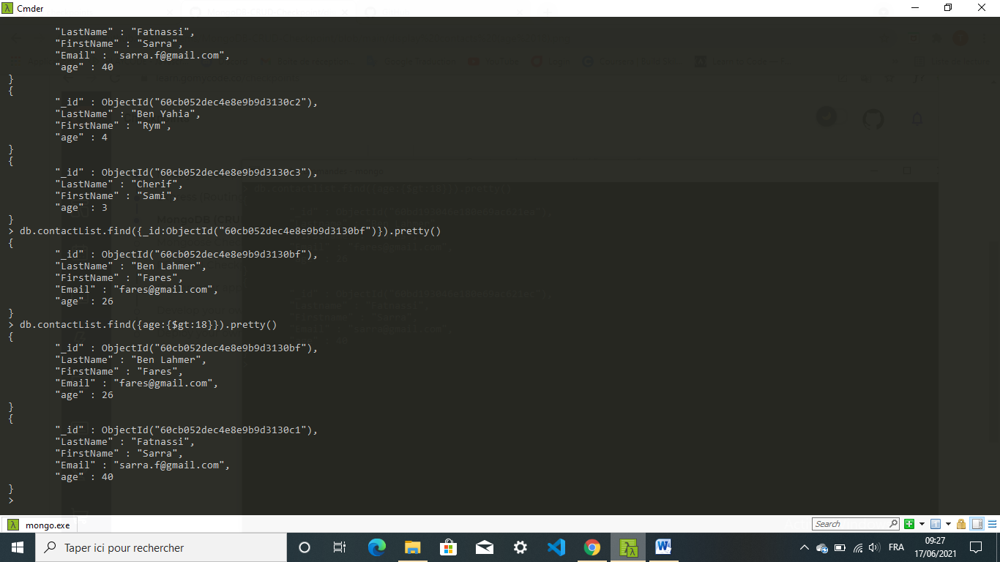 Cmder
"LastName" : "Fatnassi",
"FirstName" : "Sarra",
"Email" : "sarra.f@gmail.com",
"age" : 40
}
{
"_id" : ObjectId("60cb052dec4e8e9b9d3130c2"),
"LastName" : "Ben Yahia",
"FirstName" : "Rym",
"age" : 4
}
{
"_id" : ObjectId("60cb052dec4e8e9b9d3130c3"),
"LastName" : "Cherif",
"FirstName" : "Sami",
"age" : 3
}
> db.contactList.find({_id:ObjectId("60cb052dec4e8e9b9d3130bf")}).pretty()
{
"_id" : ObjectId("60cb052dec4e8e9b9d3130bf"),
"LastName" : "Ben Lahmer",
"FirstName" : "Fares",
"Email" : "fares@gmail.com",
"age" : 26
}
> db.contactList.find({age:{$gt:18}}).pretty()
{
"_id" : ObjectId("60cb052dec4e8e9b9d3130bf"),
"LastName" : "Ben Lahmer",
"FirstName" : "Fares",
"Email" : "fares@gmail.com",
"age" : 26
}
{
"_id" : ObjectId("60cb052dec4e8e9b9d3130c1"),
"LastName" : "Fatnassi",
"FirstName" : "Sarra",
"Email" : "sarra.f@gmail.com",
"age" : 40
}
>
mongo.exe
Search
Taper ici pour rechercher
FRA
09:27
17/06/2021